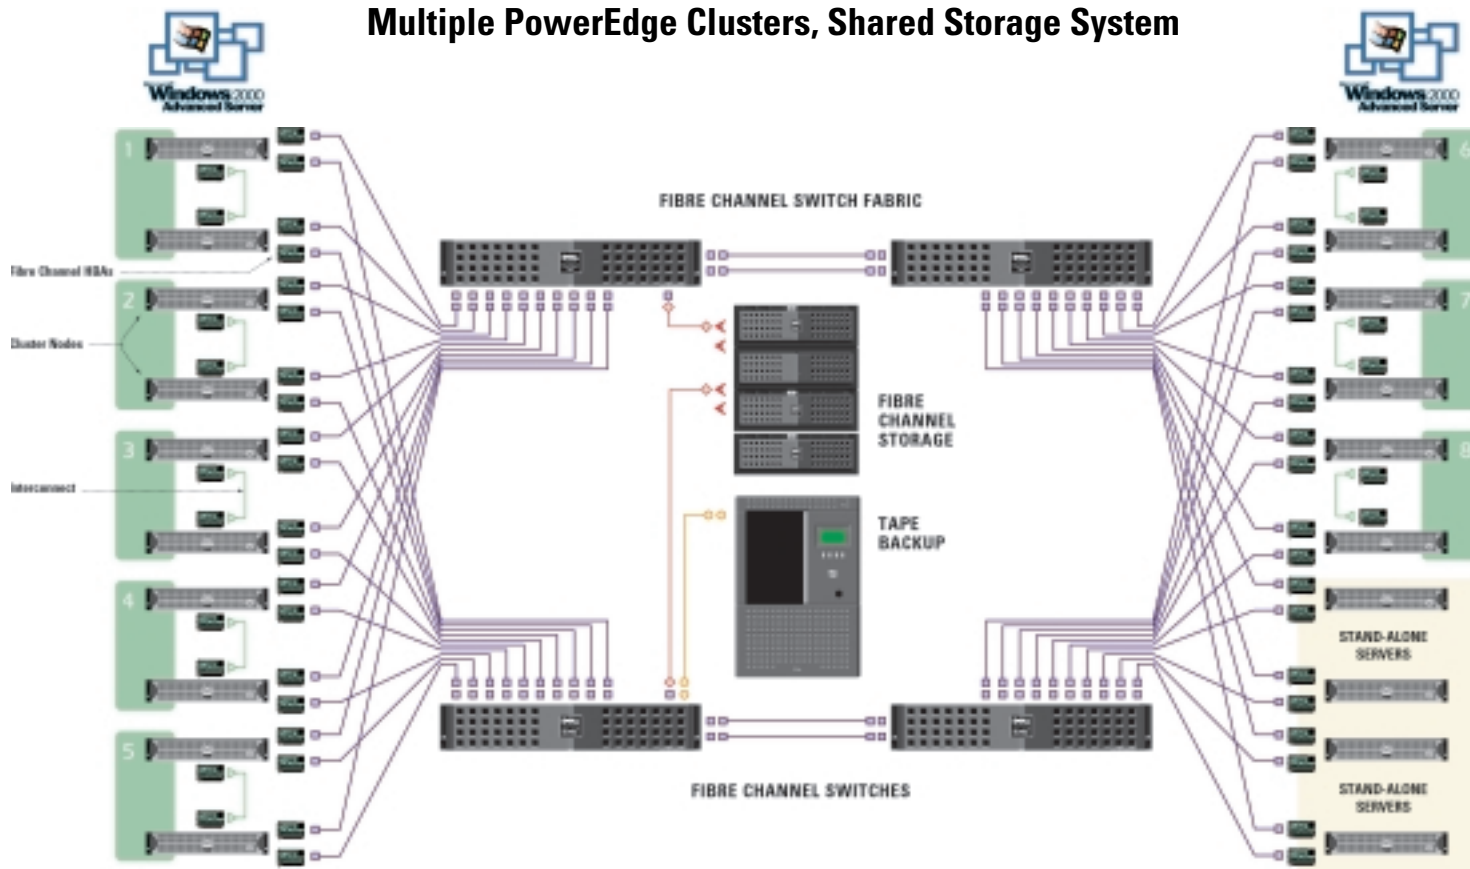 Multiple PowerEdge Clusters, Shared Storage System
Windows 2000
Advanced Server
Windows 2000
Advanced Server
1
6
FIBRE CHANNEL SWITCH FABRIC
Fibre Channel HBAs
2
7
Cluster Nodes
FIBRE
CHANNEL
STORAGE
3
8
Interconnect
TAPE
BACKUP
4
STAND-ALONE
SERVERS
5
FIBRE CHANNEL SWITCHES
STAND-ALONE
SERVERS